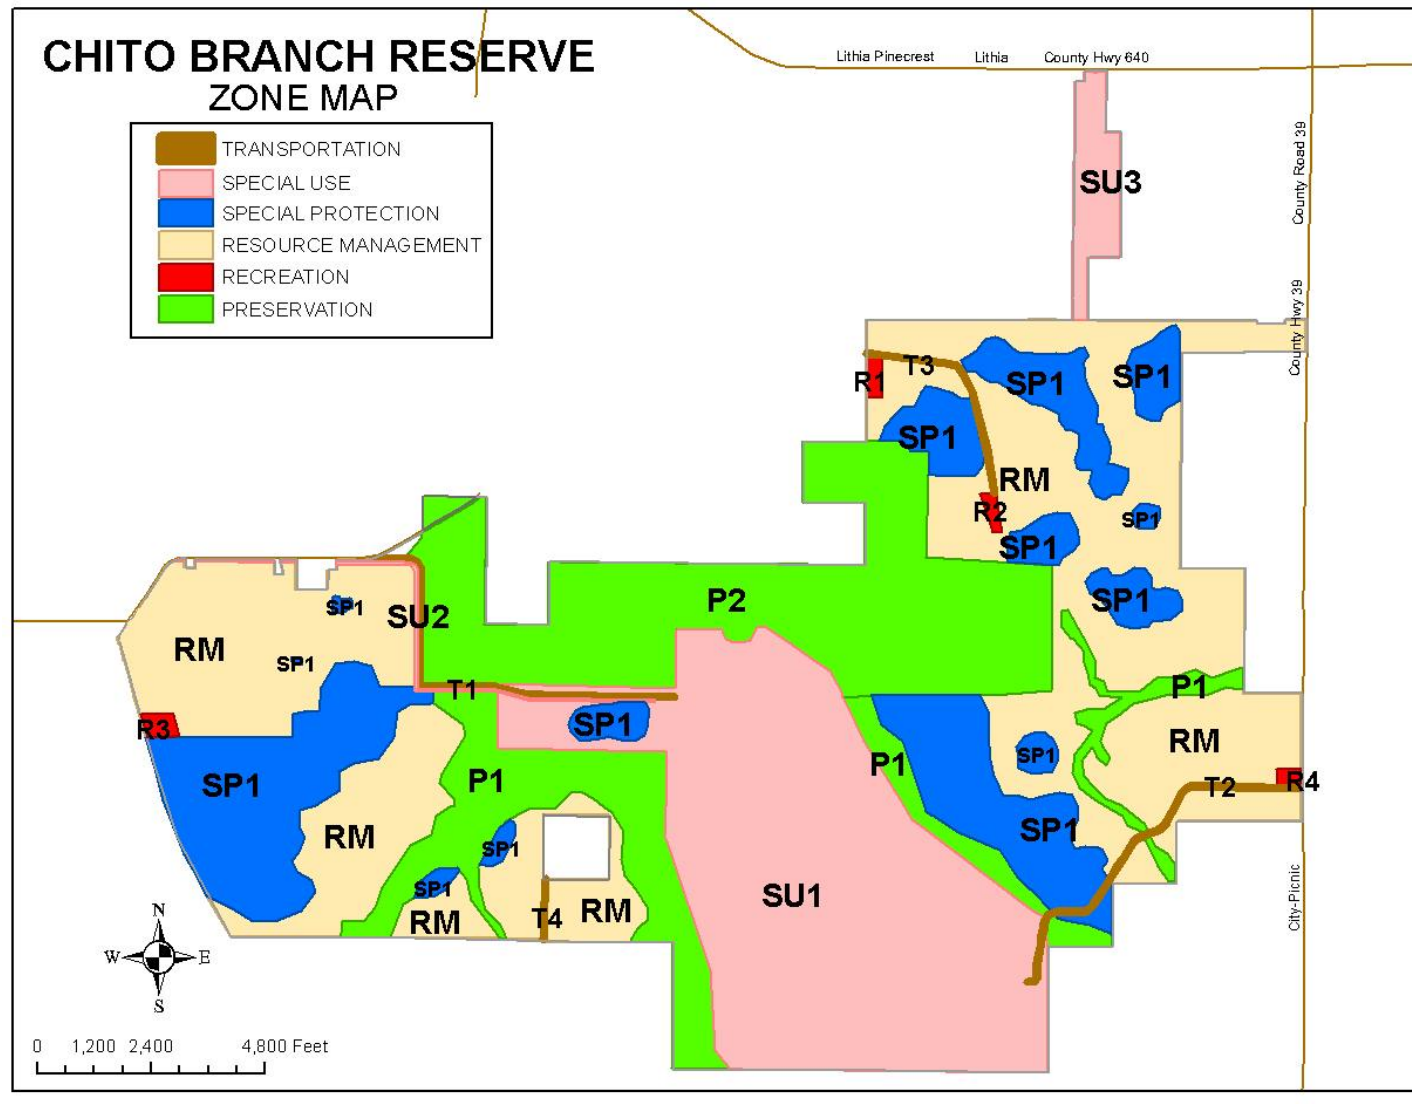 CHITO BRANCH RESERVE
ZONE MAP
TRANSPORTATION
SPECIAL USE
SPECIAL PROTECTION
RESOURCE MANAGEMENT
RECREATION
PRESERVATION
Lithia Pinecrest Lithia County Hwy 640
County Road 39
SU3
County Hwy 39
T3
R1
SP1
SP1
SP1
RM
R2
SP1
SP1
SP1
P2
SP1
SU2
RM
SP1
T1
P1
R3
SP1
RM
SP1
P1
P1
SP1
T2
R4
SP1
RM
SP1
SP1
SU1
RM
T4
RM
City-Picnic
N
W
E
S
0 1,200 2,400 4,800 Feet